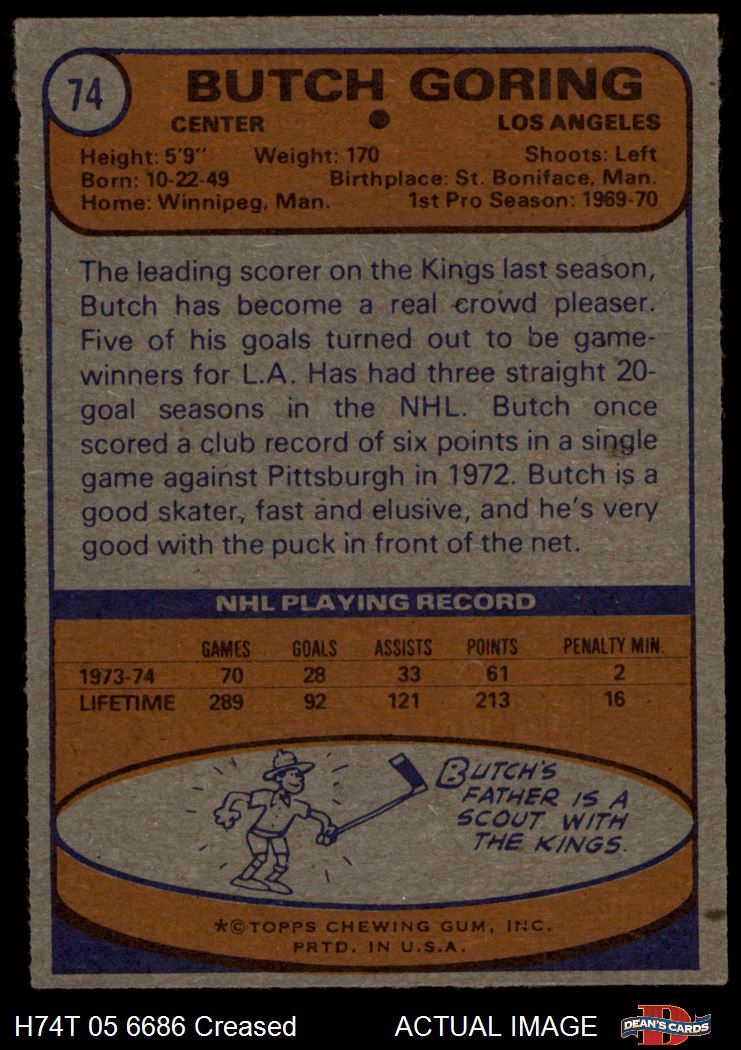 74
BUTCH GORING
CENTER ● LOS ANGELES
Height: 5'9" Weight: 170 Shoots: Left
Born: 10-22-49 Birthplace: St. Boniface, Man.
Home: Winnipeg, Man. 1st Pro Season: 1969-70
The leading scorer on the Kings last season,
Butch has become a real crowd pleaser.
Five of his goals turned out to be game-
winners for L.A. Has had three straight 20-
goal seasons in the NHL. Butch once
scored a club record of six points in a single
game against Pittsburgh in 1972. Butch is a
good skater, fast and elusive, and he's very
good with the puck in front of the net.
NHL PLAYING RECORD
GAMES GOALS ASSISTS POINTS PENALTY MIN.
1973-74 70 28 33 61 2
LIFETIME 289 92 121 213 16
BUTCH'S
FATHER IS A
SCOUT WITH
THE KINGS.
*©TOPPS CHEWING GUM, INC.
PRTD. IN U.S.A.
H74T 05 6686 Creased ACTUAL IMAGE
D
DEAN'S CARDS